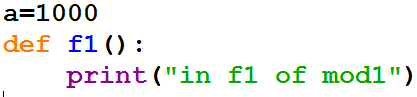 a=1000
def f1():
    print("in f1 of mod1")